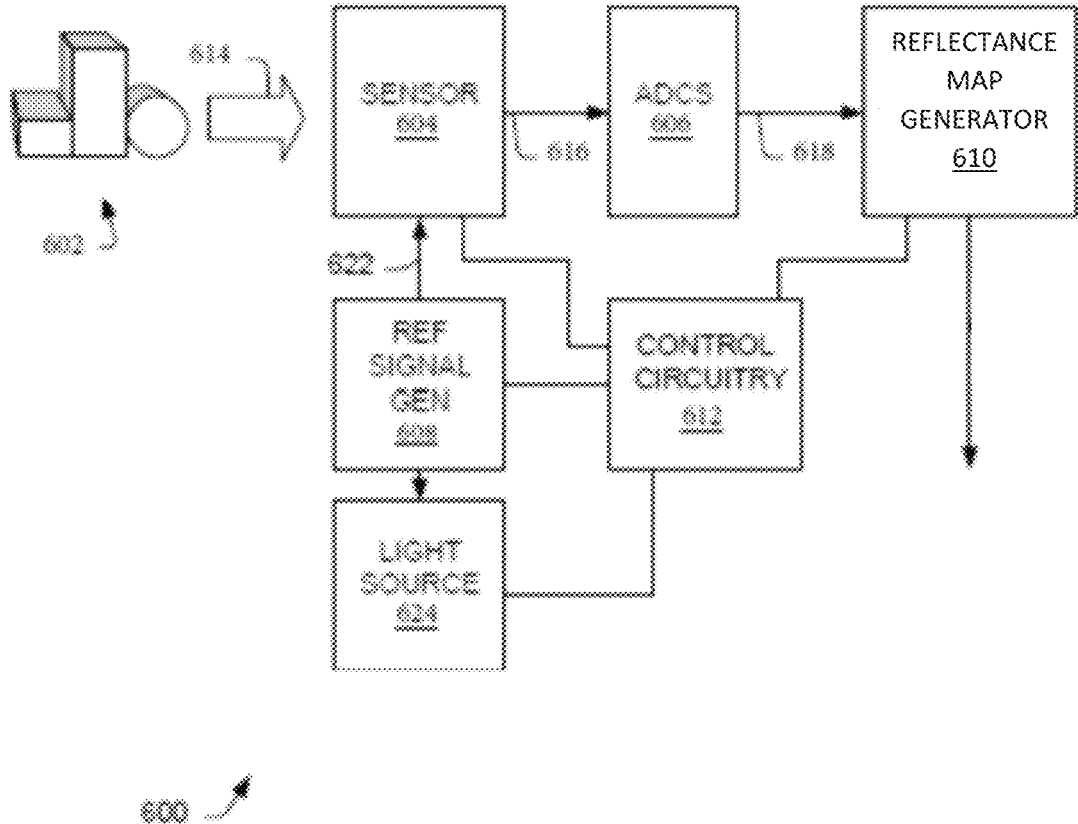 614
SENSOR
604
616
ADCS
606
618
REFLECTANCE
MAP
GENERATOR
610
602
622
REF
SIGNAL
GEN
608
CONTROL
CIRCUITRY
612
LIGHT
SOURCE
624
600